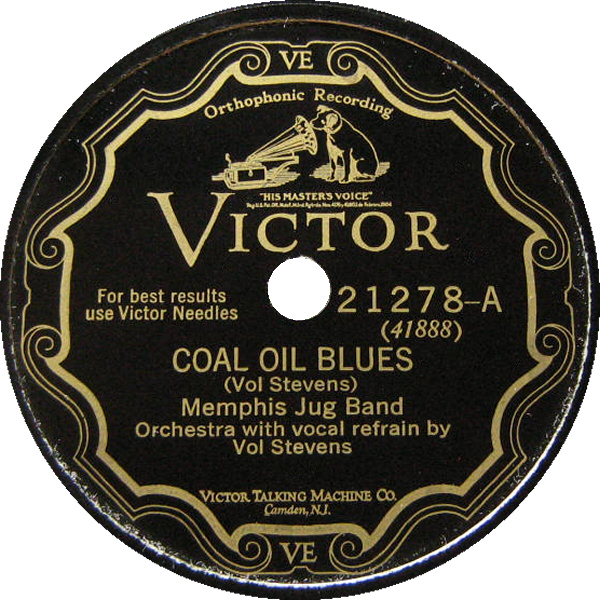 VE
Orthophonic Recording
"HIS MASTER'S VOICE"
VICTOR
For best results
use Victor Needles
21278-A
(41888)
COAL OIL BLUES
(Vol Stevens)
Memphis Jug Band
Orchestra with vocal refrain by
Vol Stevens
VICTOR TALKING MACHINE CO.
Camden, N.J.
VE